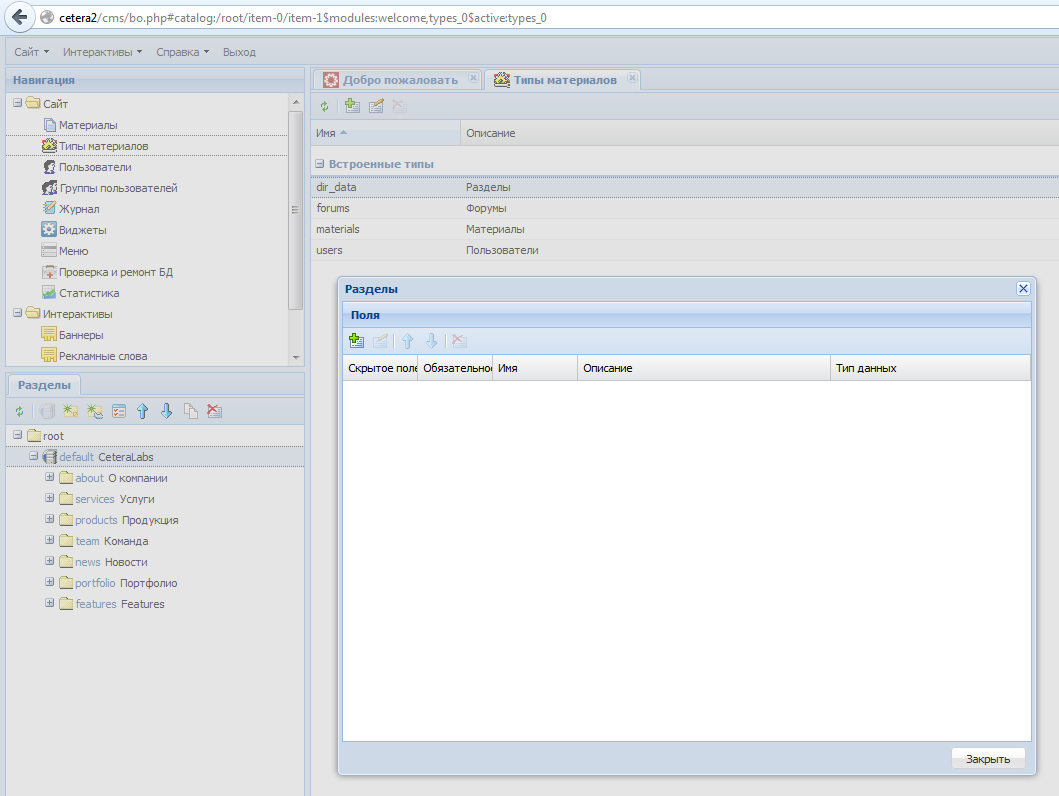 cetera2/cms/bo.php#catalog:/root/item-0/item-1$modules:welcome,types_0$active:types_0
Сайт Интерактивы Справка Выход
Навигация
Сайт
Материалы
Типы материалов
Пользователи
Группы пользователей
Журнал
Виджеты
Меню
Проверка и ремонт БД
Статистика
Интерактивы
Баннеры
Рекламные слова
Разделы
root
default CeteraLabs
about О компании
services Услуги
products Продукция
team Команда
news Новости
portfolio Портфолио
features Features
Добро пожаловать Типы материалов
Имя Описание
Встроенные типы
dir_data Разделы
forums Форумы
materials Материалы
users Пользователи
Разделы
Поля
Скрытое поле Обязательное Имя Описание Тип данных
Закрыть